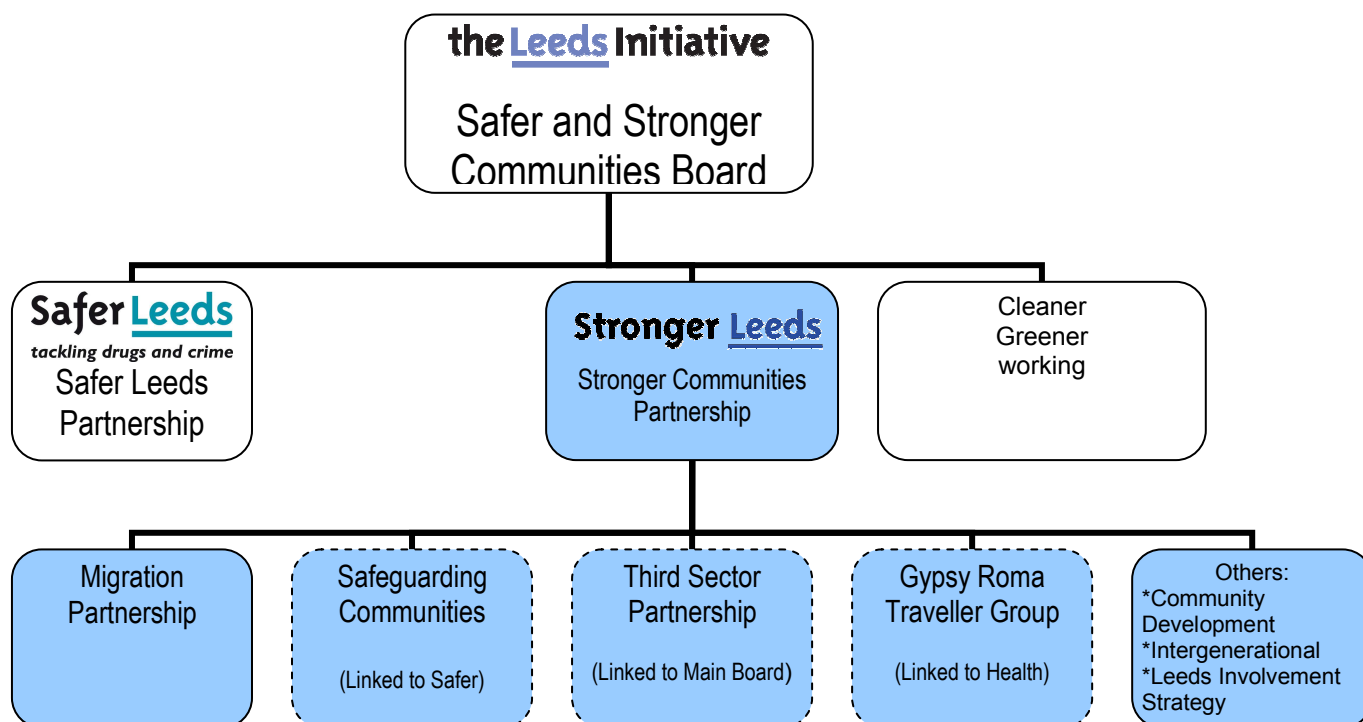 the Leeds Initiative
Safer and Stronger
Communities Board
Safer Leeds
tackling drugs and crime
Safer Leeds
Partnership
Stronger Leeds
Stronger Communities
Partnership
Cleaner
Greener
working
Migration
Partnership
Safeguarding
Communities
(Linked to Safer)
Third Sector
Partnership
(Linked to Main Board)
Gypsy Roma
Traveller Group
(Linked to Health)
Others:
*Community
Development
*Intergenerational
*Leeds Involvement
Strategy